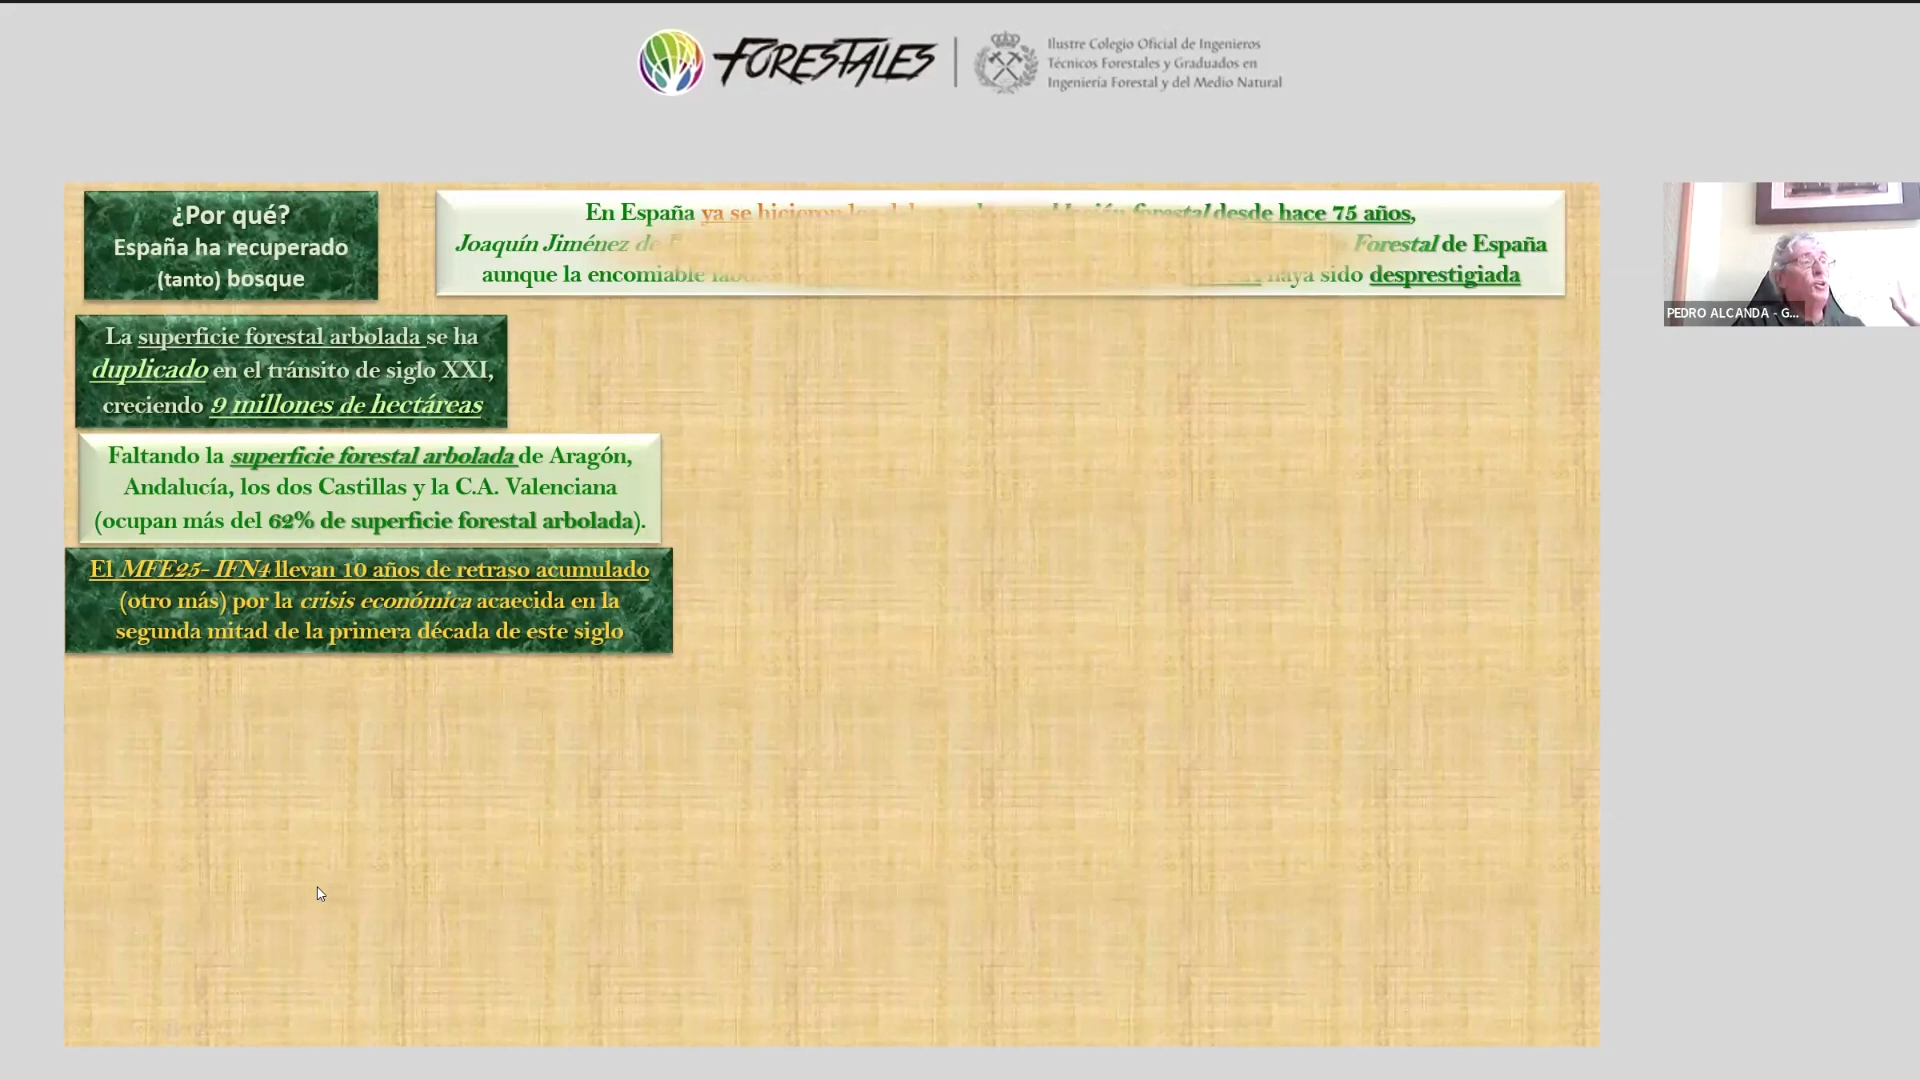 FORESTALES
Ilustre Colegio Oficial de Ingenieros
Técnicos Forestales y Graduados en
Ingeniería Forestal y del Medio Natural
¿Por qué?
España ha recuperado
(tanto) bosque
En España ya se hicieron forestal desde hace 75 años,
Joaquín Jiménez de Forestal de España
aunque la encomiable haya sido desprestigiada
PEDRO ALCANDA - G...
La superficie forestal arbolada se ha
duplicado en el tránsito de siglo XXI,
creciendo 9 millones de hectáreas
Faltando la superficie forestal arbolada de Aragón,
Andalucía, los dos Castillas y la C.A. Valenciana
(ocupan más del 62% de superficie forestal arbolada).
El MFE25- IFN4 llevan 10 años de retraso acumulado
(otro más) por la crisis económica acaecida en la
segunda mitad de la primera década de este siglo